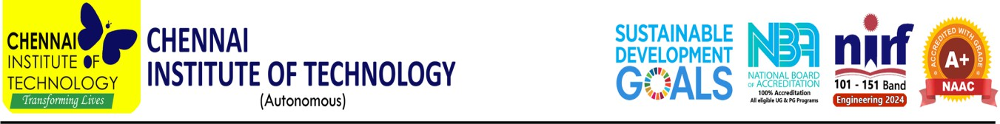 CHENNAI
INSTITUTE OF
TECHNOLOGY
Transforming Lives
CHENNAI
INSTITUTE OF TECHNOLOGY
(Autonomous)
SUSTAINABLE
DEVELOPMENT
GOALS
NBA
NATIONAL BOARD
OF ACCREDITATION
100% Accreditation
All eligible UG & PG Programs
nirf
101 - 151 Band
Engineering 2024
ACCREDITED WITH GRADE
A+
NAAC